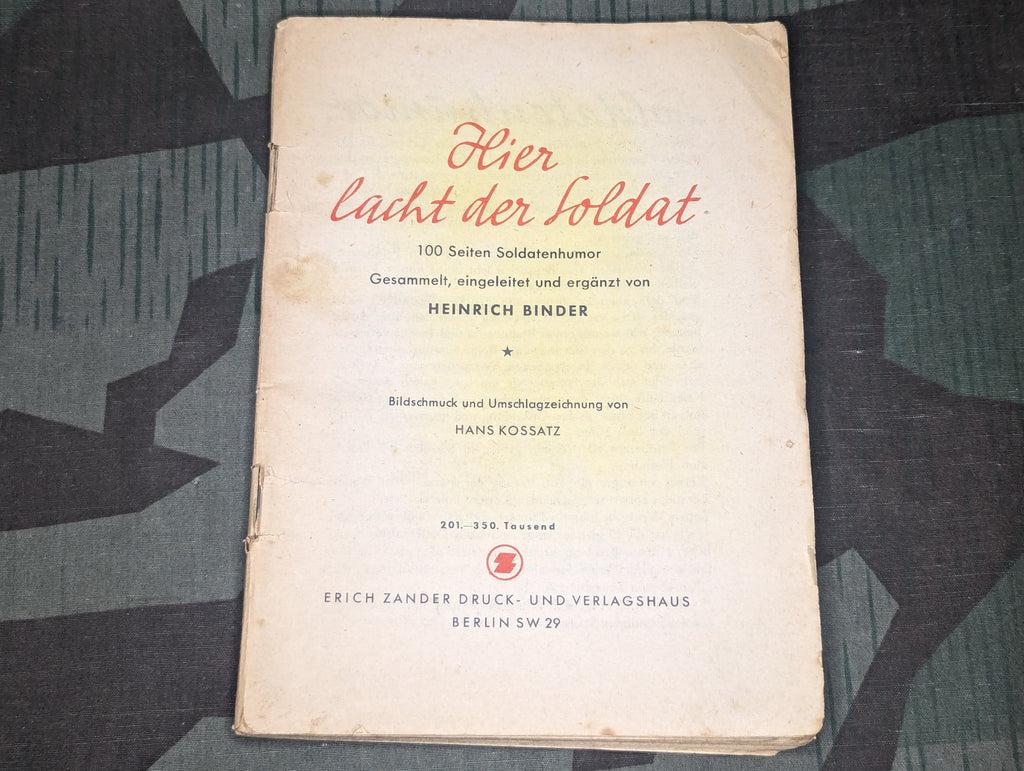 Hier
lacht der Soldat
100 Seiten Soldatenhumor
Gesammelt, eingeleitet und ergänzt von
HEINRICH BINDER
★
Bildschmuck und Umschlagzeichnung von
HANS KOSSATZ
201.—350. Tausend
ERICH ZANDER DRUCK- UND VERLAGSHAUS
BERLIN SW 29